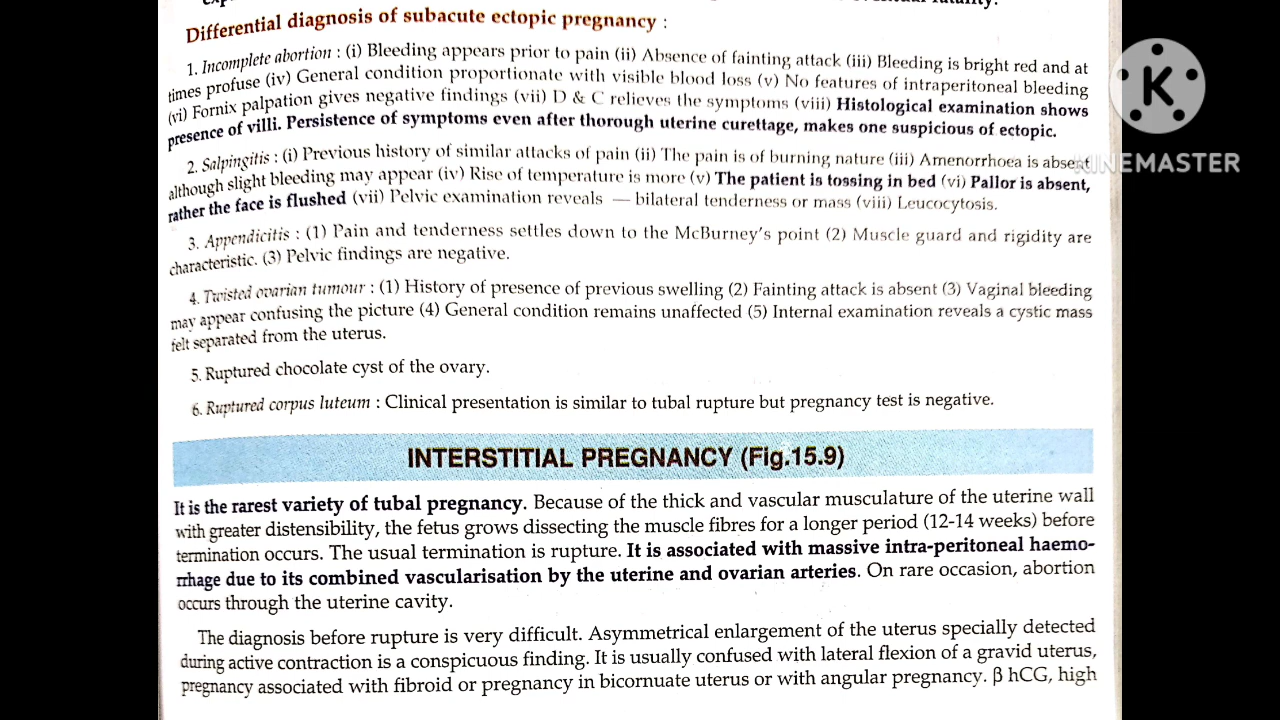 Differential diagnosis of subacute ectopic pregnancy :
1. Incomplete abortion : (i) Bleeding appears prior to pain (ii) Absence of fainting attack (iii) Bleeding is bright red and at
times profuse (iv) General condition proportionate with visible blood loss (v) No features of intraperitoneal bleeding
(vi) Fornix palpation gives negative findings (vii) D & C relieves the symptoms (viii) Histological examination shows
presence of villi. Persistence of symptoms even after thorough uterine curettage, makes one suspicious of ectopic.
2. Salpingitis : (i) Previous history of similar attacks of pain (ii) The pain is of burning nature (iii) Amenorrhoea is absent
although slight bleeding may appear (iv) Rise of temperature is more (v) The patient is tossing in bed (vi) Pallor is absent,
rather the face is flushed (vii) Pelvic examination reveals — bilateral tenderness or mass (viii) Leucocytosis.
3. Appendicitis : (1) Pain and tenderness settles down to the McBurney's point (2) Muscle guard and rigidity are
characteristic. (3) Pelvic findings are negative.
4. Twisted ovarian tumour : (1) History of presence of previous swelling (2) Fainting attack is absent (3) Vaginal bleeding
may appear confusing the picture (4) General condition remains unaffected (5) Internal examination reveals a cystic mass
felt separated from the uterus.
5. Ruptured chocolate cyst of the ovary.
6. Ruptured corpus luteum : Clinical presentation is similar to tubal rupture but pregnancy test is negative.
INTERSTITIAL PREGNANCY (Fig.15.9)
It is the rarest variety of tubal pregnancy. Because of the thick and vascular musculature of the uterine wall
with greater distensibility, the fetus grows dissecting the muscle fibres for a longer period (12-14 weeks) before
termination occurs. The usual termination is rupture. It is associated with massive intra-peritoneal haemo-
rrhage due to its combined vascularisation by the uterine and ovarian arteries. On rare occasion, abortion
occurs through the uterine cavity.
The diagnosis before rupture is very difficult. Asymmetrical enlargement of the uterus specially detected
during active contraction is a conspicuous finding. It is usually confused with lateral flexion of a gravid uterus,
pregnancy associated with fibroid or pregnancy in bicornuate uterus or with angular pregnancy. β hCG, high
K
KINEMASTER